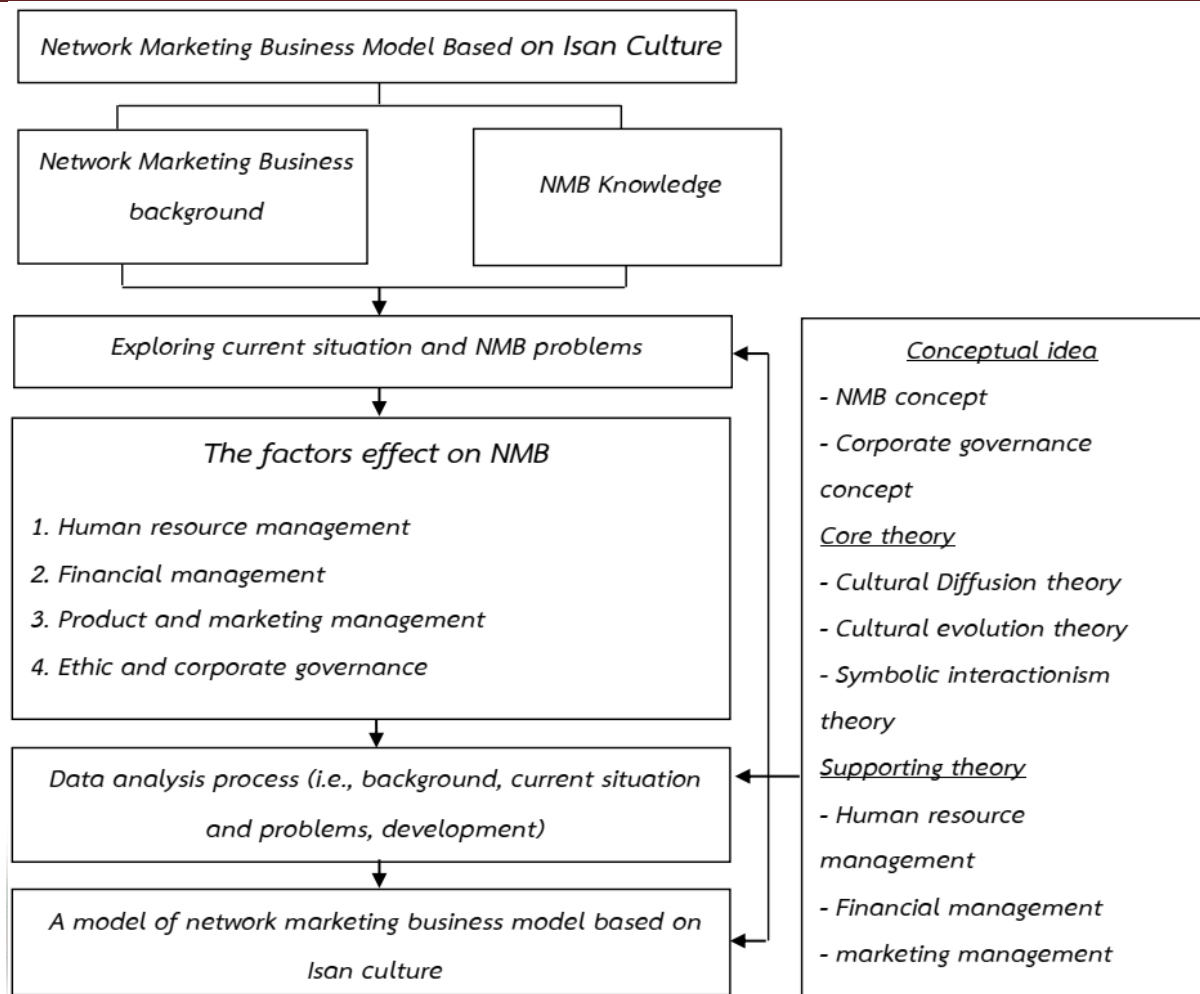 Network Marketing Business Model Based on Isan Culture
Network Marketing Business
background
NMB Knowledge
Exploring current situation and NMB problems
The factors effect on NMB
1. Human resource management
2. Financial management
3. Product and marketing management
4. Ethic and corporate governance
Data analysis process (i.e., background, current situation
and problems, development)
A model of network marketing business model based on
Isan culture
Conceptual idea
- NMB concept
- Corporate governance
concept
Core theory
- Cultural Diffusion theory
- Cultural evolution theory
- Symbolic interactionism
theory
Supporting theory
- Human resource
management
- Financial management
- marketing management